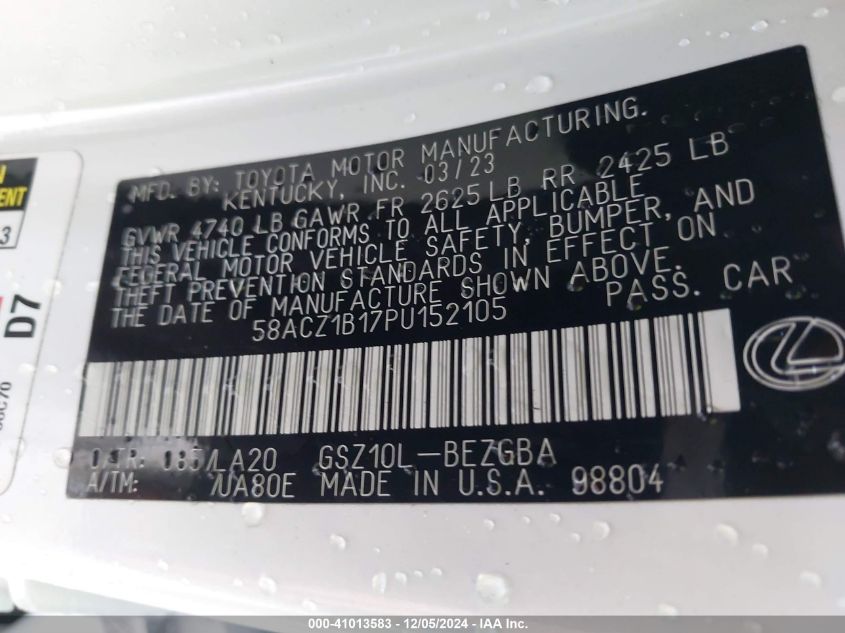 MFD. BY: TOYOTA MOTOR MANUFACTURING.
KENTUCKY, INC. 03/23
GVWR 4740 LB GAWR FR 2625 LB RR 2425 LB
THIS VEHICLE CONFORMS TO ALL APPLICABLE
FEDERAL MOTOR VEHICLE SAFETY, BUMPER, AND
THEFT PREVENTION STANDARDS IN EFFECT ON
THE DATE OF MANUFACTURE SHOWN ABOVE.
58ACZ1B17PU152105 PASS. CAR
C/TR: 085/LA20 GSZ10L-BEZGBA
A/TM: /UA80E MADE IN U.S.A. 98804
D7
000-41013583 - 12/05/2024 - IAA Inc.